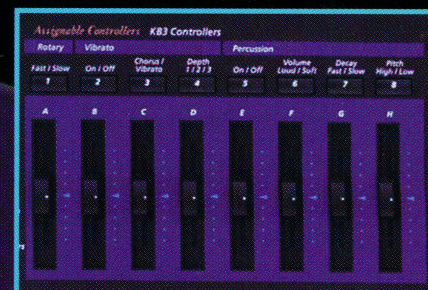 Assignable Controllers KB3 Controllers
Rotary Vibrato Percussion
Fast / Slow On / Off Chorus / Vibrato Depth 1 / 2 / 3 On / Off Volume Loud / Soft Decay Fast / Slow Pitch High / Low
1 2 3 4 5 6 7 8
A B C D E F G H